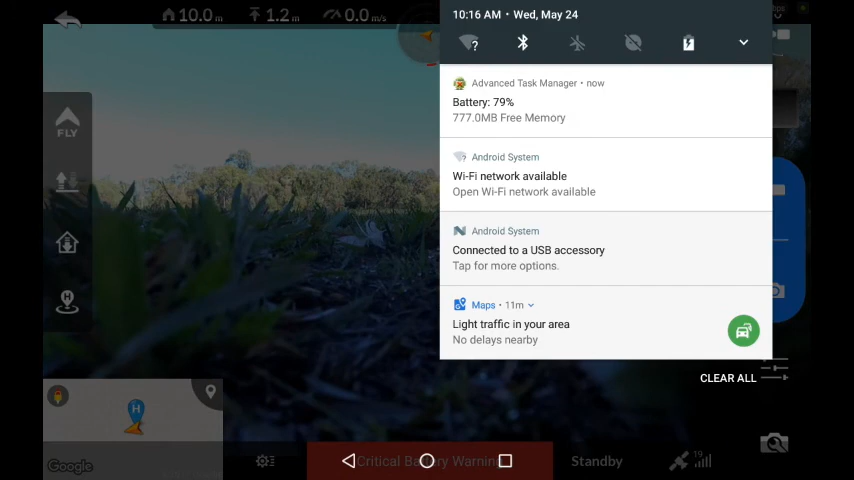 10.0 m
1.2 m
0.0 m/s
10:16 AM • Wed, May 24
?
Advanced Task Manager • now
Battery: 79%
777.0MB Free Memory
Android System
Wi-Fi network available
Open Wi-Fi network available
Android System
Connected to a USB accessory
Tap for more options.
Maps • 11m
Light traffic in your area
No delays nearby
CLEAR ALL
FLY
H
H
Google
Critical Battery Warning
Standby
19